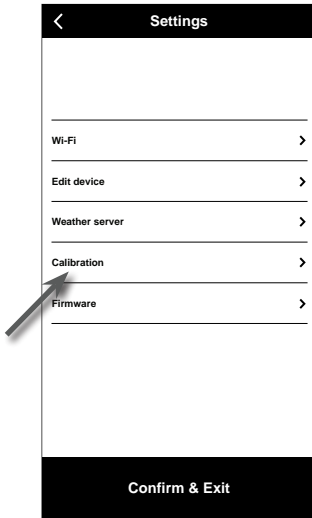 Settings
Wi-Fi
Edit device
Weather server
Calibration
Firmware
Confirm & Exit